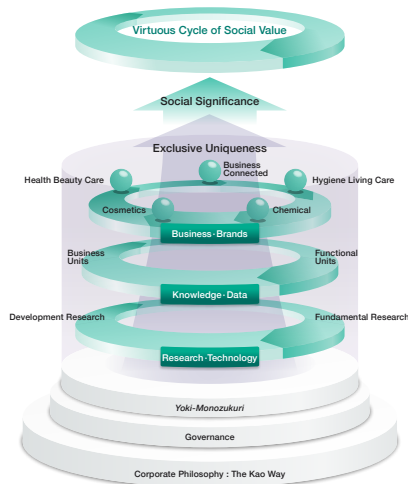 Virtuous Cycle of Social Value
Social Significance
Exclusive Uniqueness
Business
Connected
Health Beauty Care
Hygiene Living Care
Cosmetics
Chemical
Business·Brands
Business
Units
Functional
Units
Knowledge·Data
Development Research
Fundamental Research
Research·Technology
Yoki-Monozukuri
Governance
Corporate Philosophy : The Kao Way